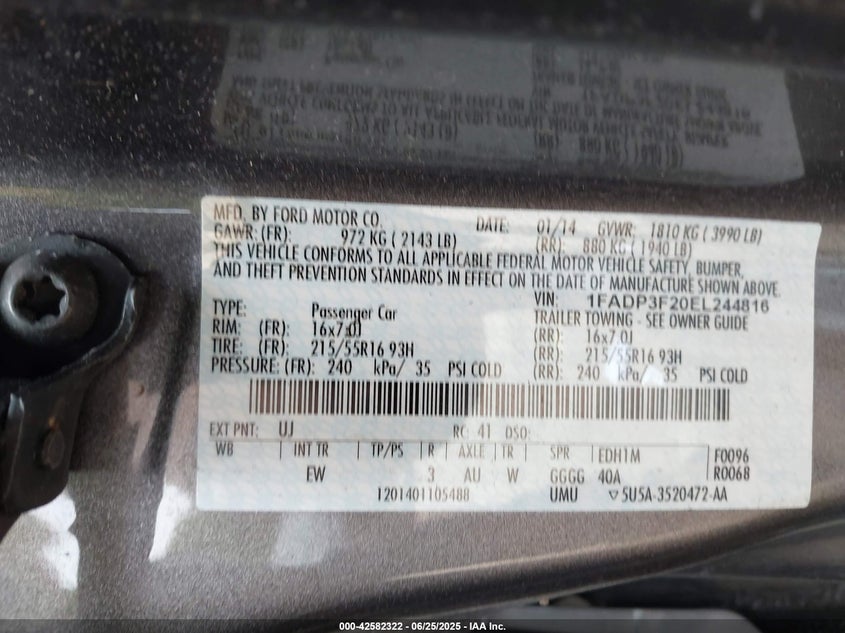 MFD. BY FORD MOTOR CO. DATE: 01/14 GVWR: 1810 KG ( 3990 LB)
GAWR: (FR): 972 KG ( 2143 LB) (RR): 880 KG ( 1940 LB)
THIS VEHICLE CONFORMS TO ALL APPLICABLE FEDERAL MOTOR VEHICLE SAFETY, BUMPER,
AND THEFT PREVENTION STANDARDS IN EFFECT ON THE DATE OF MANUFACTURE SHOWN ABOVE.
VIN: 1FADP3F20EL244816
TYPE: Passenger Car TRAILER TOWING - SEE OWNER GUIDE
RIM: (FR): 16x7.0J (RR): 16x7.0J
TIRE: (FR): 215/55R16 93H (RR): 215/55R16 93H
PRESSURE: (FR): 240 kPa/ 35 PSI COLD (RR): 240 kPa/ 35 PSI COLD
EXT PNT: UJ RC: 41 DSO:
WB INT TR TP/PS R AXLE TR SPR EDH1M F0096
EW 3 AU W GGGG 40A R0068
1201401105488 UMU ▽5U5A-3520472-AA
000-42582322 | 06/25/2025 - IAA Inc.